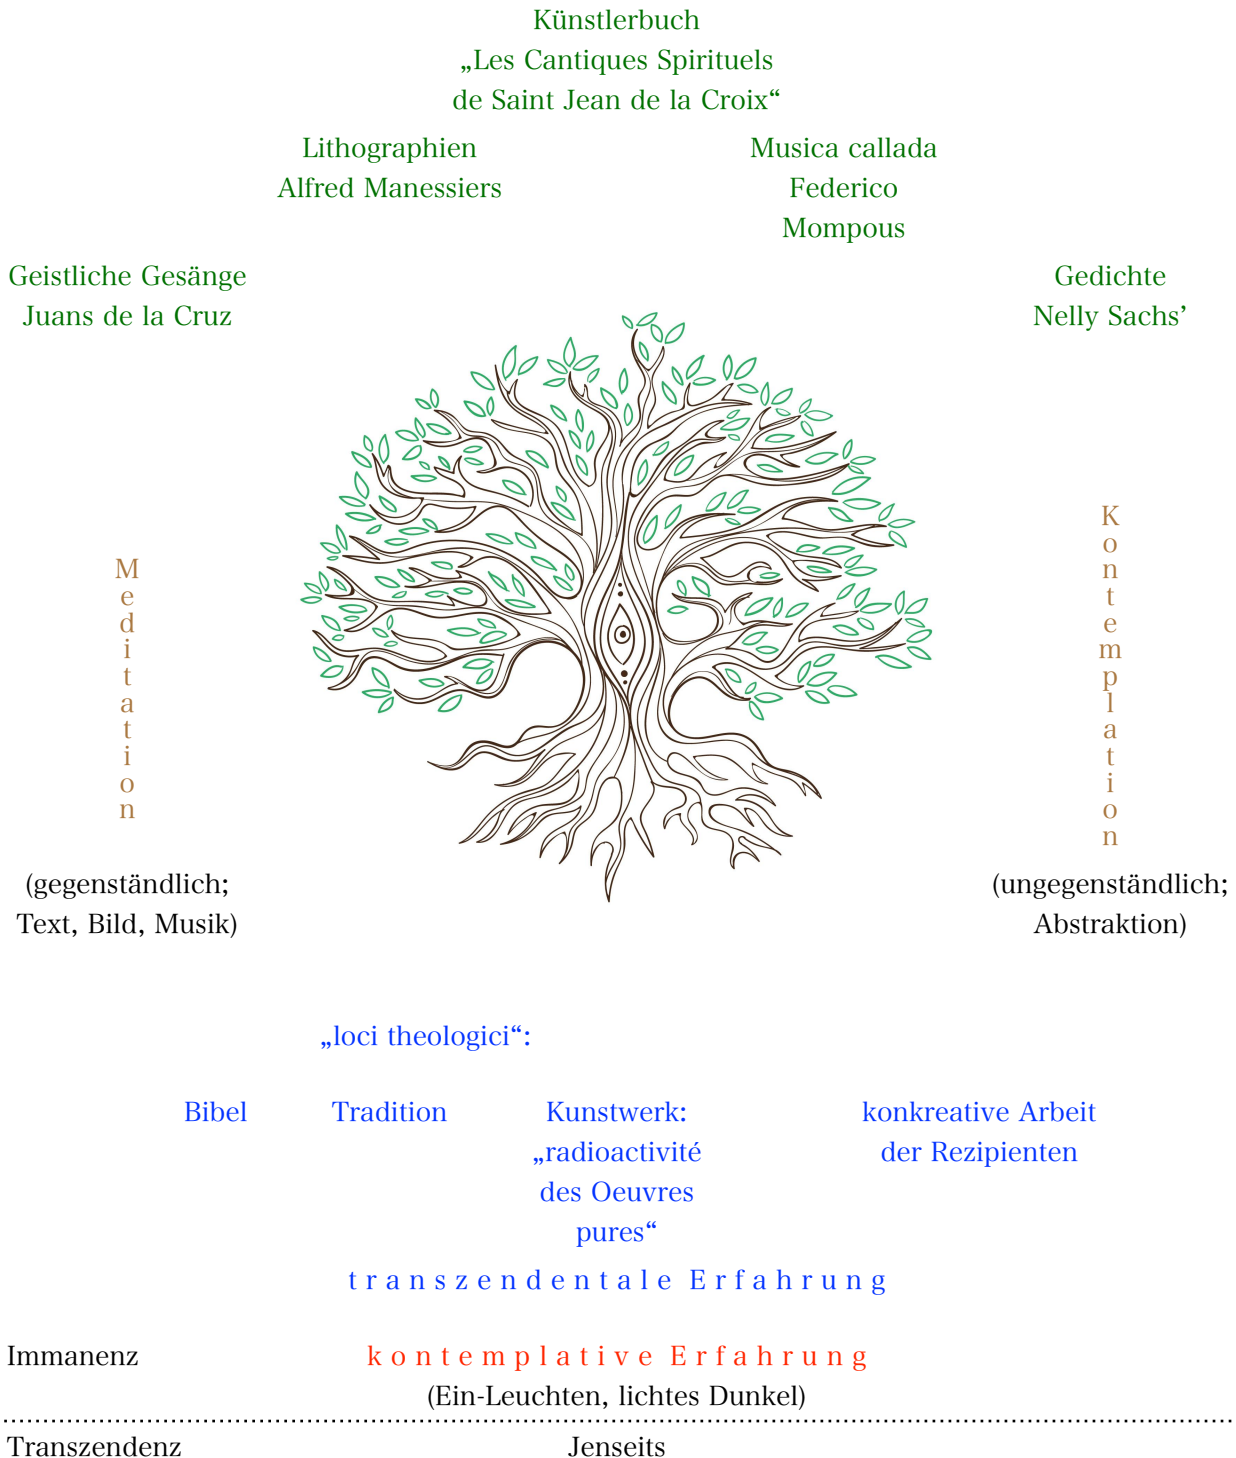 Künstlerbuch
„Les Cantiques Spirituels
de Saint Jean de la Croix“
Lithographien
Alfred Manessiers
Musica callada
Federico
Mompous
Geistliche Gesänge
Juans de la Cruz
Gedichte
Nelly Sachs’
Meditation
(gegenständlich;
Text, Bild, Musik)
Kontemplation
(ungegenständlich;
Abstraktion)
„loci theologici“:
Bibel
Tradition
Kunstwerk:
„radioactivité
des Oeuvres
pures“
konkreative Arbeit
der Rezipienten
transzendentale Erfahrung
Immanenz
kontemplative Erfahrung
(Ein-Leuchten, lichtes Dunkel)
Transzendenz
Jenseits